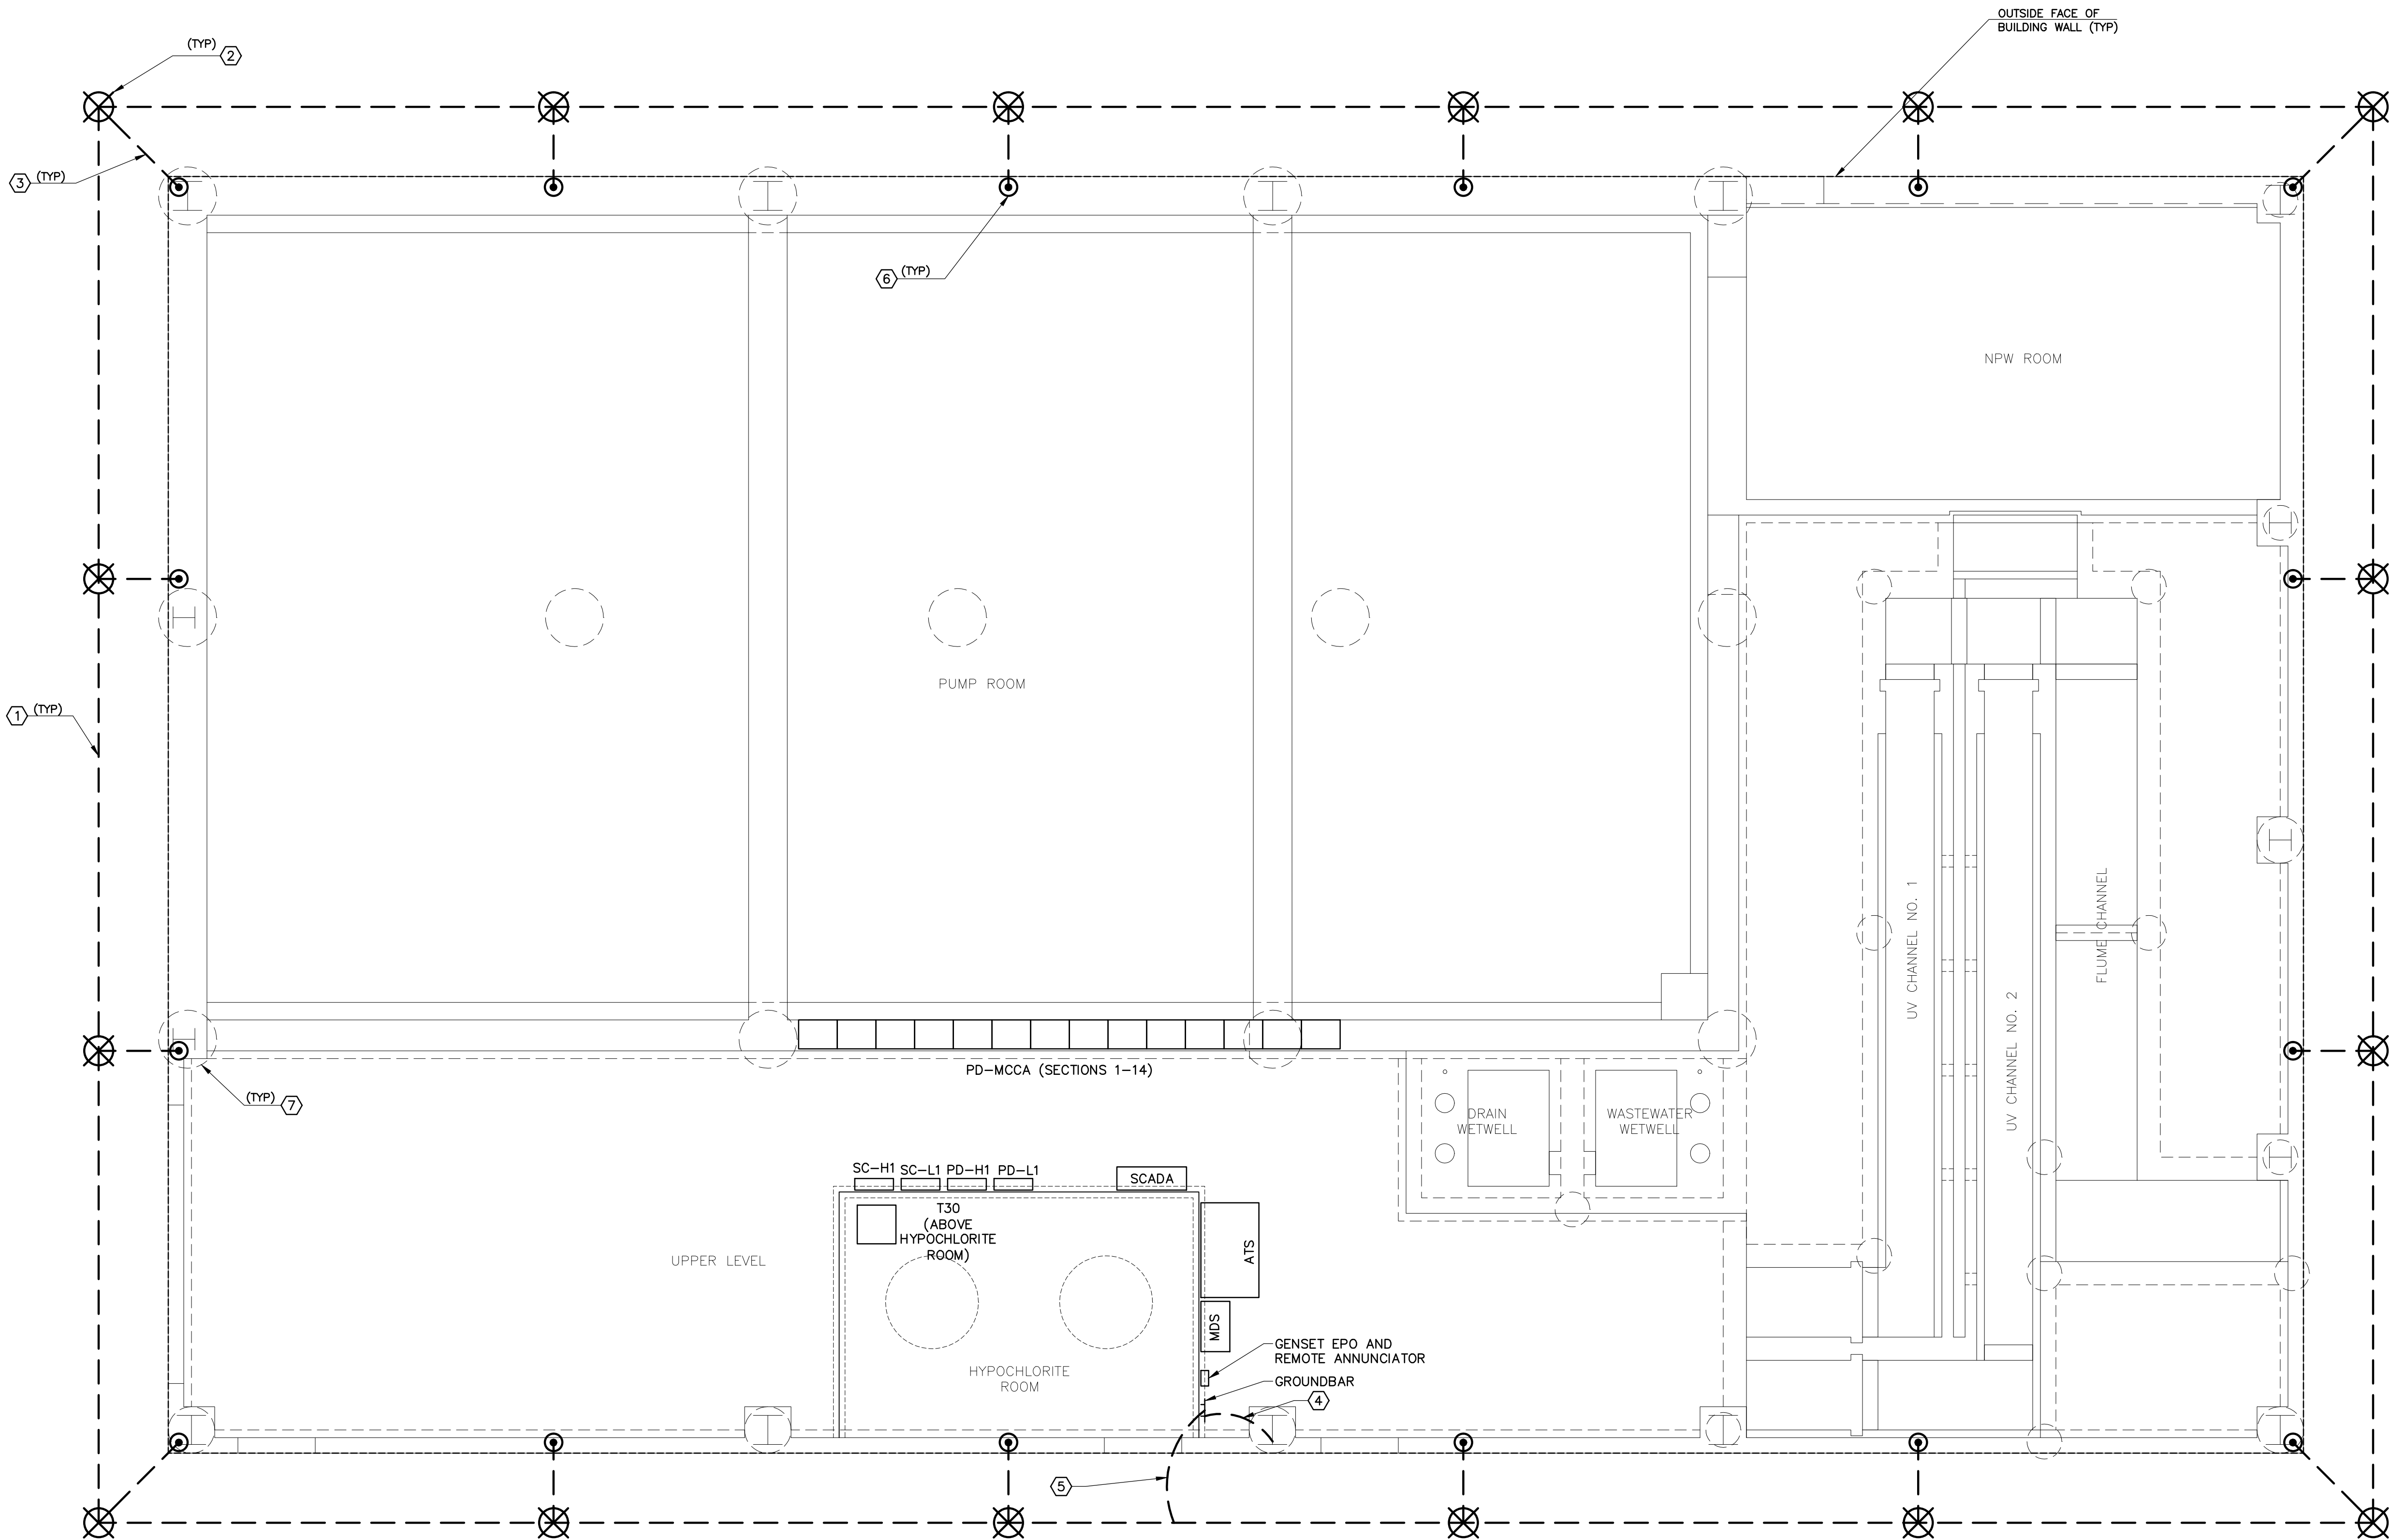 OUTSIDE FACE OF
BUILDING WALL (TYP)
(TYP)
2
3
(TYP)
6
(TYP)
NPW ROOM
PUMP ROOM
1
(TYP)
UV CHANNEL NO. 1
FLUME CHANNEL
UV CHANNEL NO. 2
PD-MCCA (SECTIONS 1-14)
(TYP)
7
DRAIN
WETWELL
WASTEWATER
WETWELL
SC-H1
SC-L1
PD-H1
PD-L1
SCADA
T30
(ABOVE
HYPOCHLORITE
ROOM)
ATS
UPPER LEVEL
MDS
GENSET EPO AND
REMOTE ANNUNCIATOR
HYPOCHLORITE
ROOM
GROUNDBAR
4
5